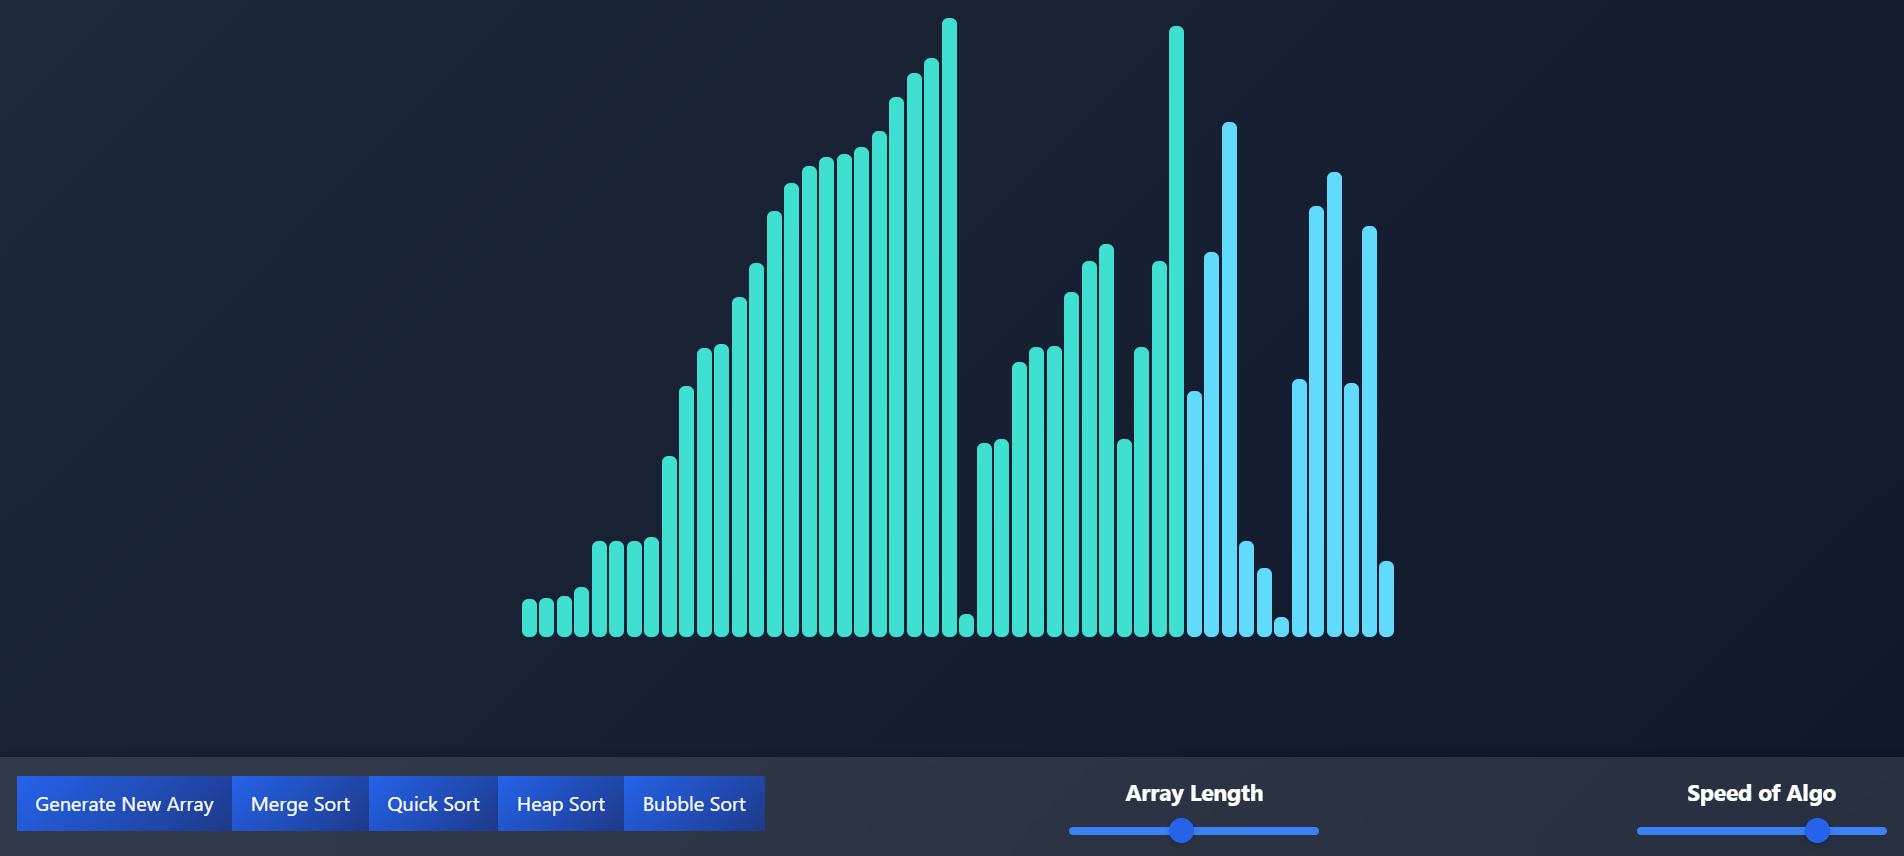 Generate New Array
Merge Sort
Quick Sort
Heap Sort
Bubble Sort
Array Length
Speed of Algo